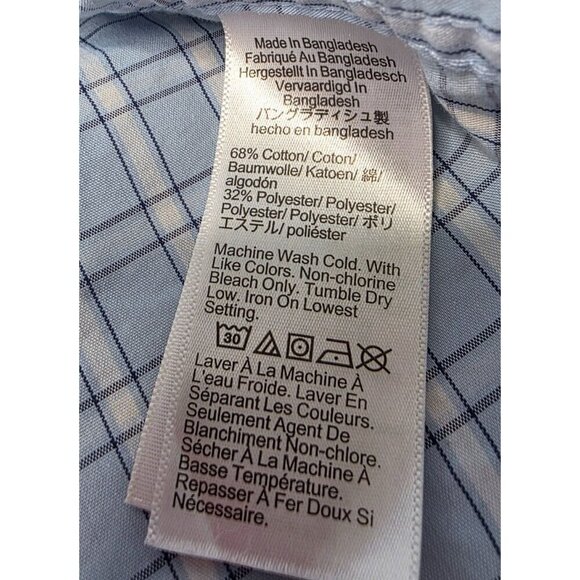 Made In Bangladesh
Fabriqué Au Bangladesh
Hergestellt In Bangladesch
Vervaardigd In
Bangladesh
バングラディシュ製
hecho en bangladesh
68% Cotton/ Coton/
Baumwolle/ Katoen/ 綿/
algodón
32% Polyester/ Polyester/
Polyester/ Polyester/ ポリ
エステル/ poliéster
Machine Wash Cold. With
Like Colors. Non-chlorine
Bleach Only. Tumble Dry
Low. Iron On Lowest
Setting.
30
Laver À La Machine À
L'eau Froide. Laver En
Séparant Les Couleurs.
Seulement Agent De
Blanchiment Non-chlore.
Sécher À La Machine À
Basse Température.
Repasser À Fer Doux Si
Nécessaire.